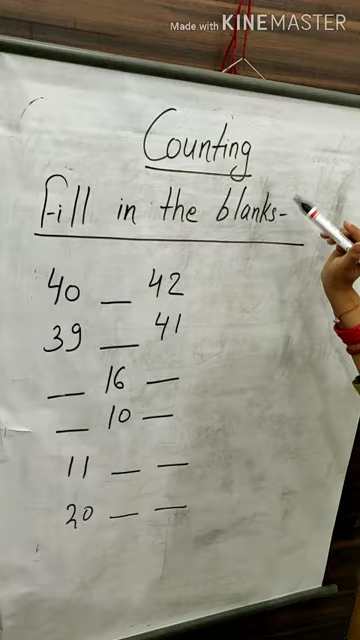 Made with KINEMASTER
Counting
Fill in the blanks-
40 __ 42
39 __ 41
__ 16 __
__ 10 __
11 __ __
20 __ __